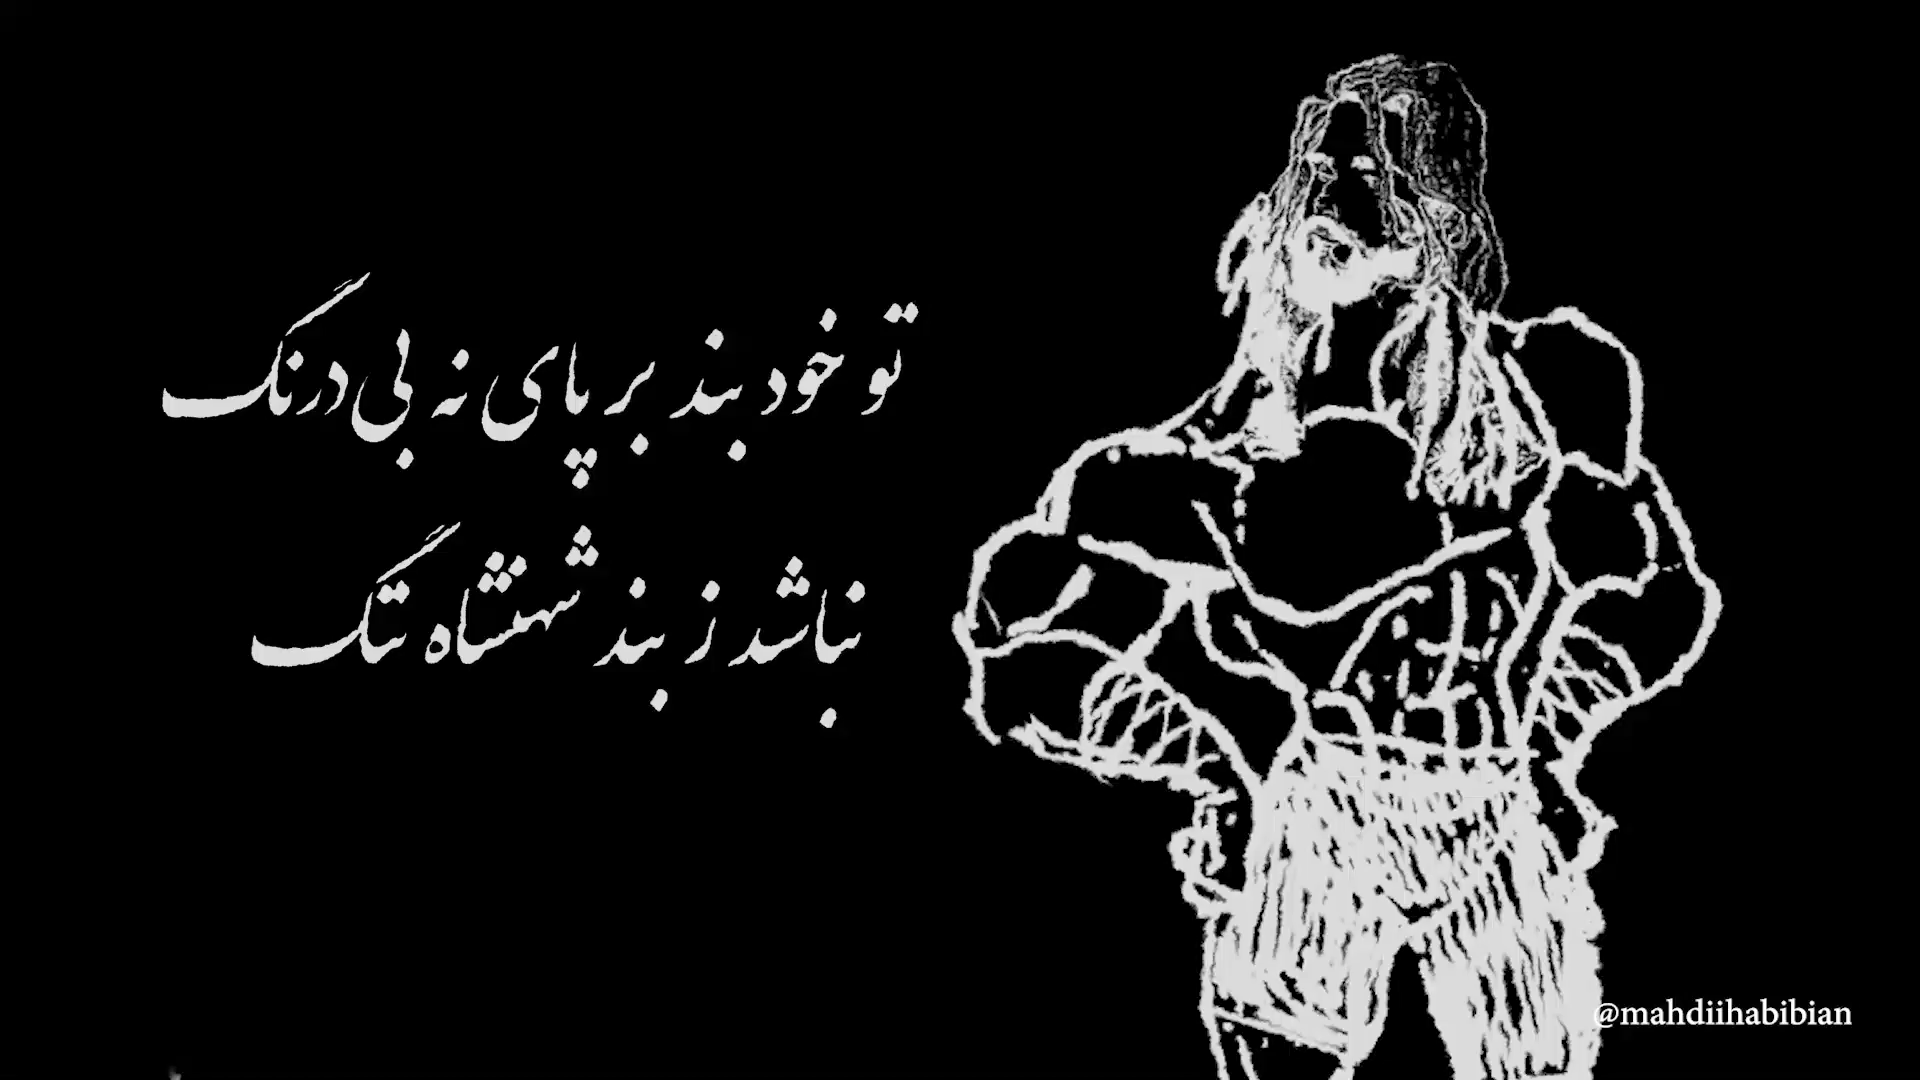 تو خود بند بر پای نه بی درنگ
نباشد ز بند شهنشاه ننگ
@mahdiihabibian